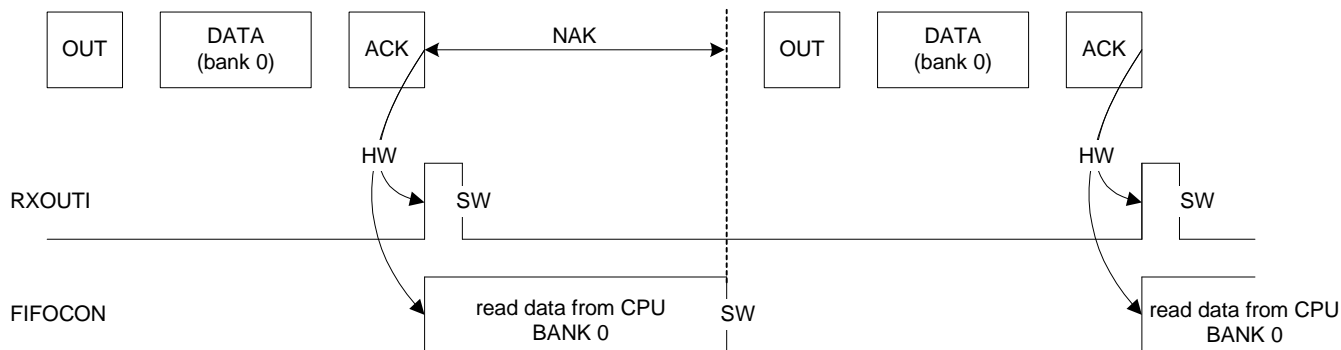 NAK
OUT DATA ACK OUT DATA ACK
(bank 0) (bank 0)
HW HW
RXOUTI SW SW
read data from CPU read data from CPU
FIFOCON SW
BANK 0 BANK 0